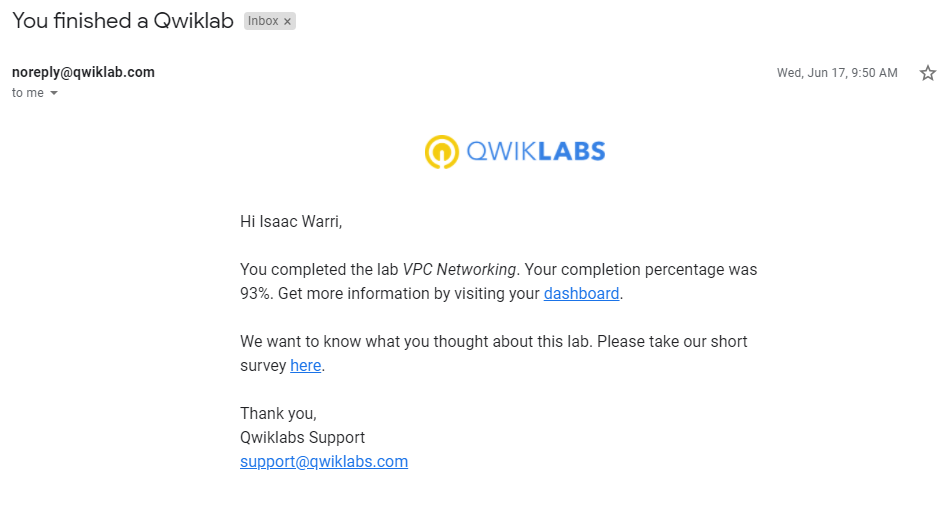 You finished a Qwiklab Inbox ×
noreply@qwiklab.com Wed, Jun 17, 9:50 AM
to me
QWIKLABS
Hi Isaac Warri,
You completed the lab VPC Networking. Your completion percentage was
93%. Get more information by visiting your dashboard.
We want to know what you thought about this lab. Please take our short
survey here.
Thank you,
Qwiklabs Support
support@qwiklabs.com